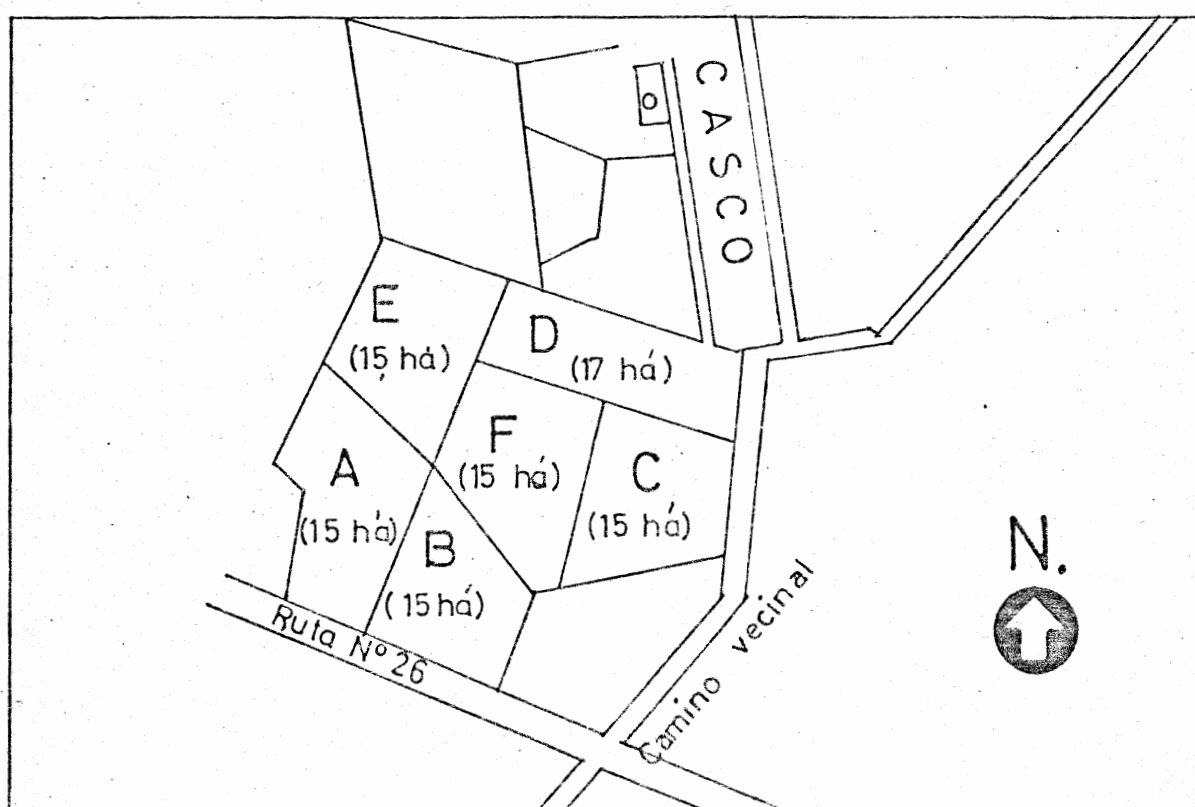 CASCO
E
(15 há)
D
(17 há)
F
(15 há)
C
(15 há)
A
(15 há)
B
(15 há)
N.
Ruta Nº 26
Camino vecinal